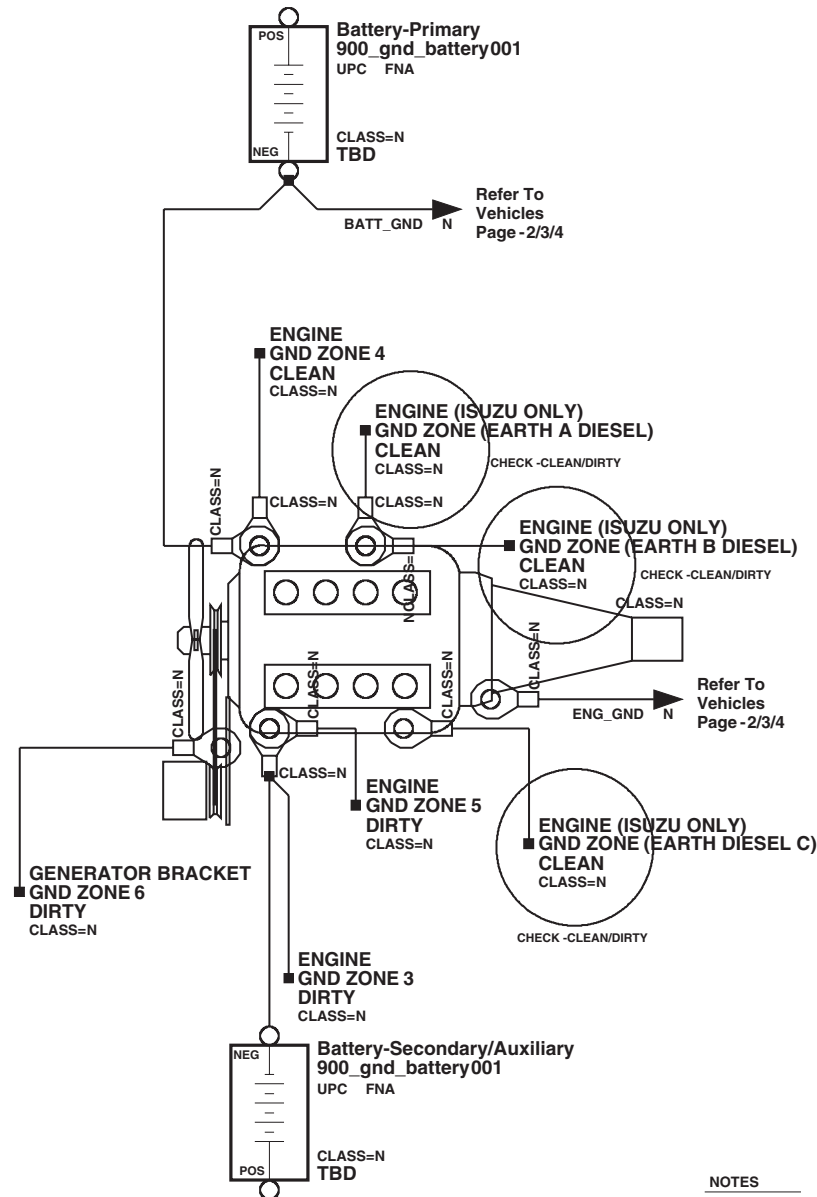 POS
Battery-Primary
900_gnd_battery001
UPC FNA
CLASS=N
NEG
TBD
Refer To
Vehicles
Page-2/3/4
BATT_GND N
ENGINE
GND ZONE 4
CLEAN
CLASS=N
ENGINE (ISUZU ONLY)
GND ZONE (EARTH A DIESEL)
CLEAN
CLASS=N
CHECK -CLEAN/DIRTY
CLASS=N
CLASS=N
CLASS=N
ENGINE (ISUZU ONLY)
GND ZONE (EARTH B DIESEL)
CLEAN
CLASS=N
CHECK -CLEAN/DIRTY
CLASS=N
CLASS=N
CLASS=N
CLASS=N
CLASS=N
CLASS=N
ENG_GND N
Refer To
Vehicles
Page-2/3/4
CLASS=N
ENGINE
GND ZONE 5
DIRTY
CLASS=N
ENGINE (ISUZU ONLY)
GND ZONE (EARTH DIESEL C)
CLEAN
CLASS=N
CHECK -CLEAN/DIRTY
GENERATOR BRACKET
GND ZONE 6
DIRTY
CLASS=N
ENGINE
GND ZONE 3
DIRTY
CLASS=N
NEG
Battery-Secondary/Auxiliary
900_gnd_battery001
UPC FNA
CLASS=N
POS
TBD
NOTES